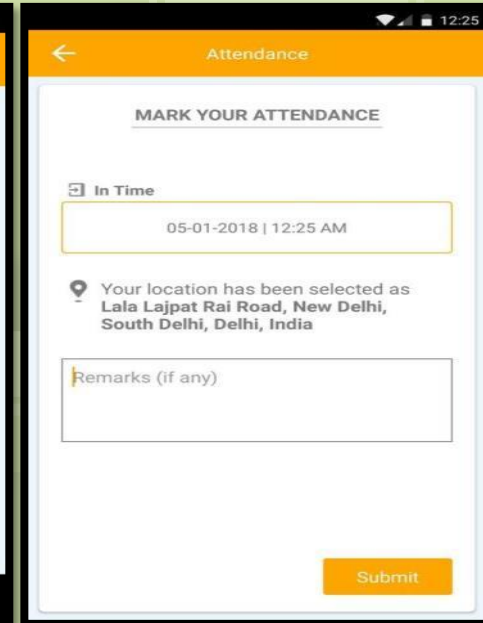 12:25
Attendance
MARK YOUR ATTENDANCE
In Time
05-01-2018 | 12:25 AM
Your location has been selected as
Lala Lajpat Rai Road, New Delhi,
South Delhi, Delhi, India
Remarks (if any)
Submit